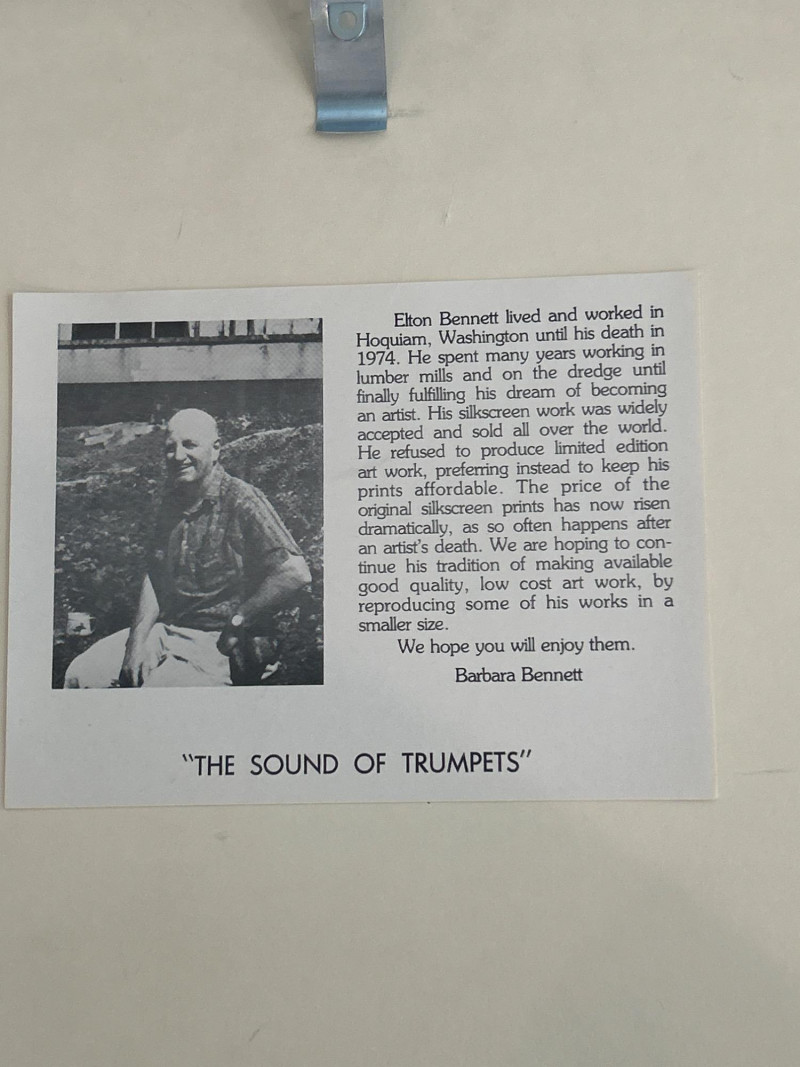 Elton Bennett lived and worked in
Hoquiam, Washington until his death in
1974. He spent many years working in
lumber mills and on the dredge until
finally fulfilling his dream of becoming
an artist. His silkscreen work was widely
accepted and sold all over the world.
He refused to produce limited edition
art work, preferring instead to keep his
prints affordable. The price of the
original silkscreen prints has now risen
dramatically, as so often happens after
an artist's death. We are hoping to con-
tinue his tradition of making available
good quality, low cost art work, by
reproducing some of his works in a
smaller size.
We hope you will enjoy them.
Barbara Bennett
"THE SOUND OF TRUMPETS"